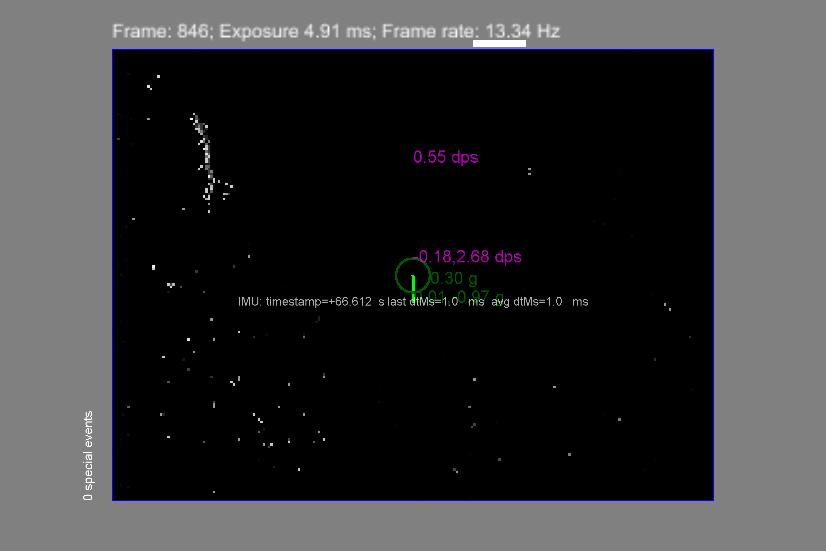 Frame: 846; Exposure 4.91 ms; Frame rate: 13.34 Hz
0.55 dps
-0.18,2.68 dps
0.30 g
0.97 g
IMU: timestamp=+66.612 s last dtMs=1.0 ms avg dtMs=1.0 ms
0 special events